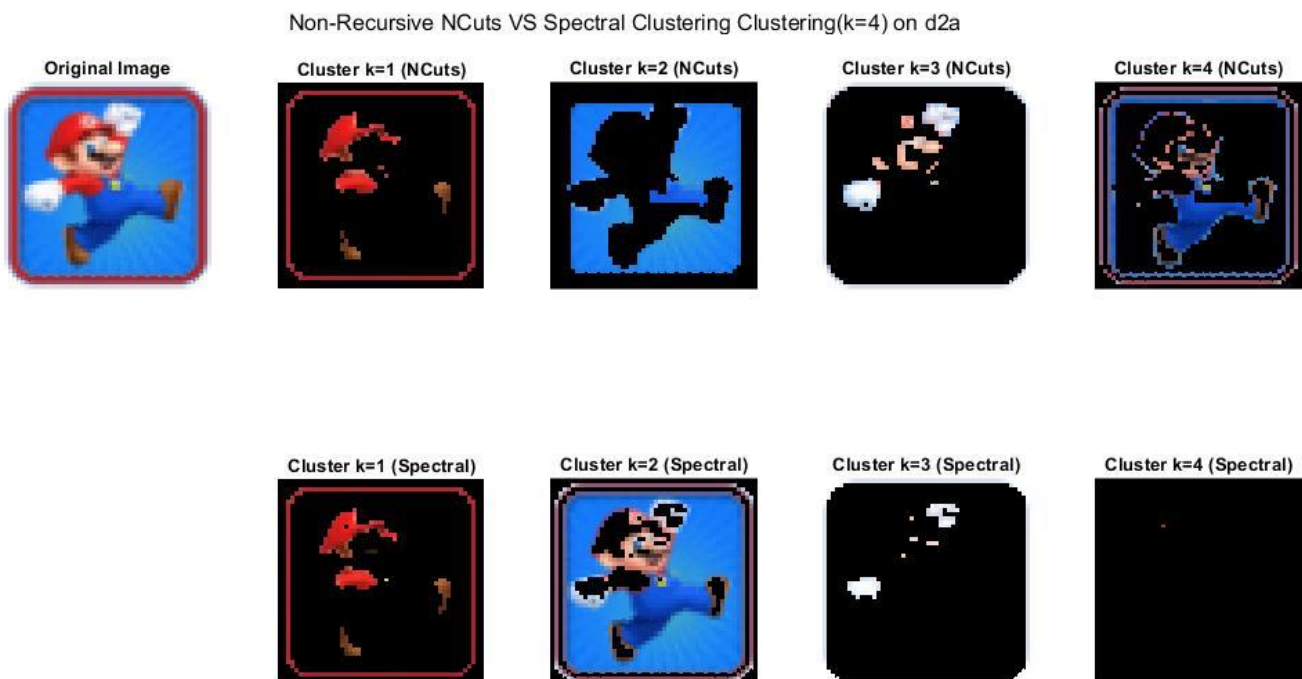 Non-Recursive NCuts VS Spectral Clustering Clustering(k=4) on d2a
Original Image
Cluster k=1 (NCuts)
Cluster k=2 (NCuts)
Cluster k=3 (NCuts)
Cluster k=4 (NCuts)
Cluster k=1 (Spectral)
Cluster k=2 (Spectral)
Cluster k=3 (Spectral)
Cluster k=4 (Spectral)